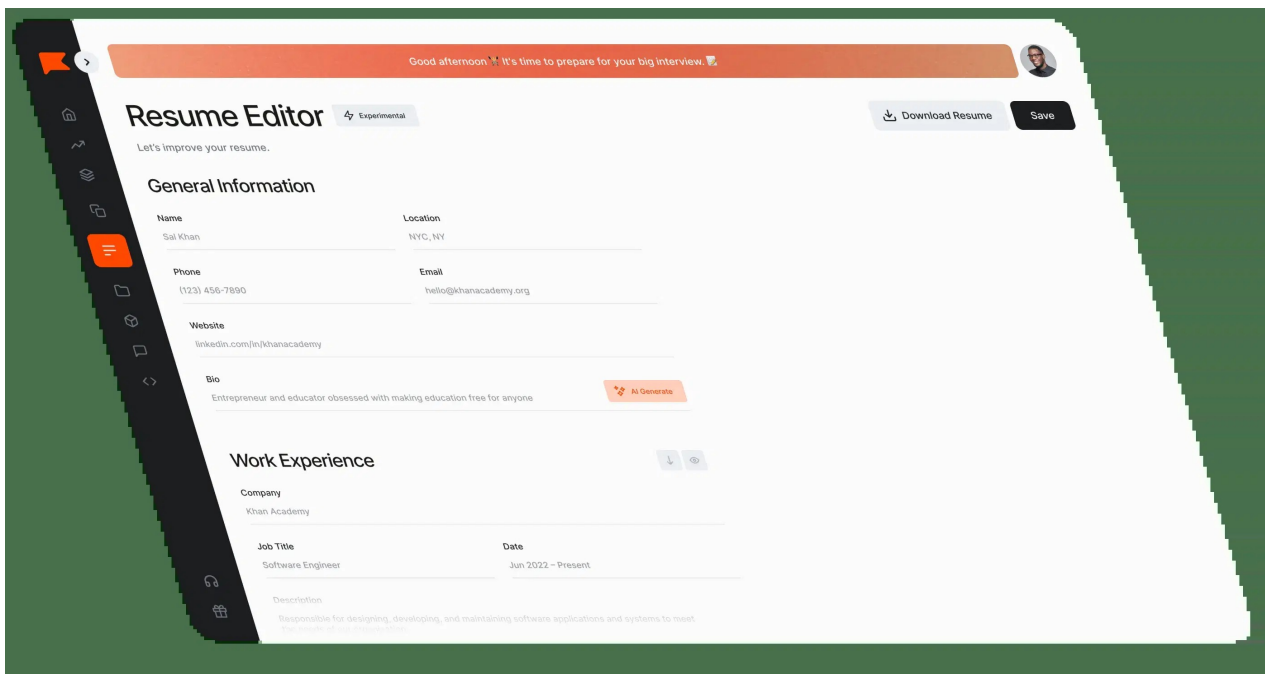 Good afternoon It's time to prepare for your big interview.
Resume Editor Experimental Download Resume Save
Let's improve your resume.
General Information
Name Location
Sal Khan NYC, NY
Phone Email
(123) 456-7890 hello@khanacademy.org
Website
linkedin.com/in/khanacademy
Bio
Entrepreneur and educator obsessed with making education free for anyone AI Generate
Work Experience
Company
Khan Academy
Job Title Date
Software Engineer Jun 2022 – Present
Description
Responsible for designing, developing, and maintaining software applications and systems to meet